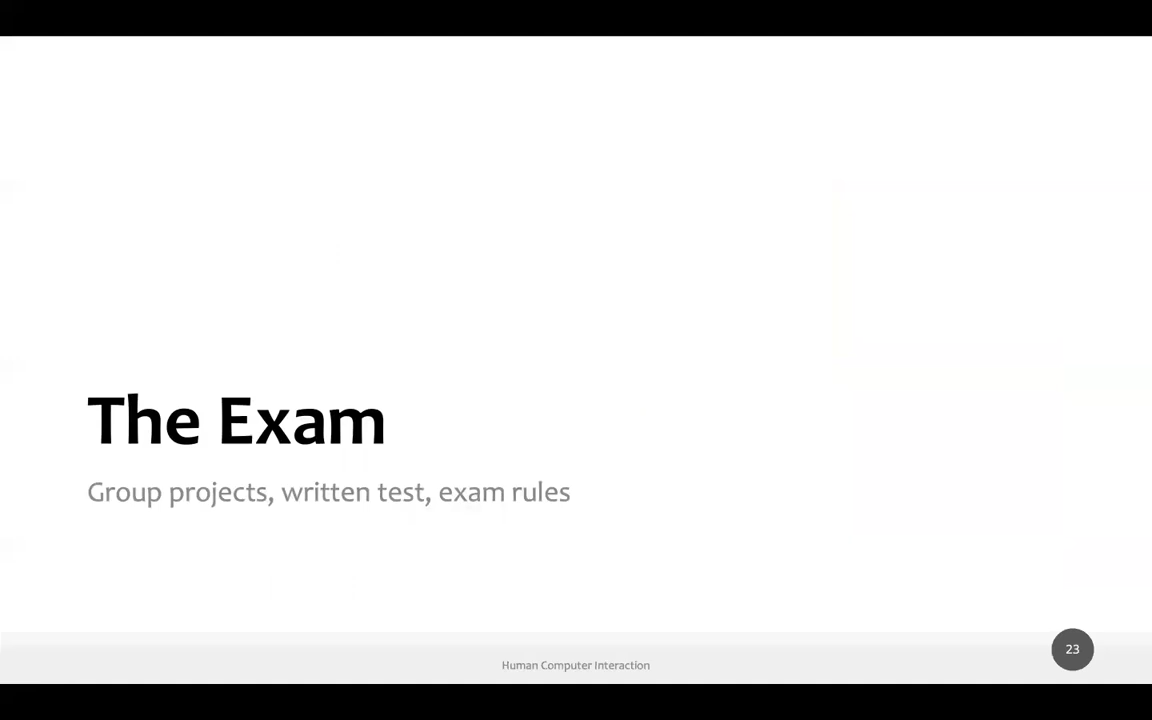 The Exam
Group projects, written test, exam rules
Human Computer Interaction
23